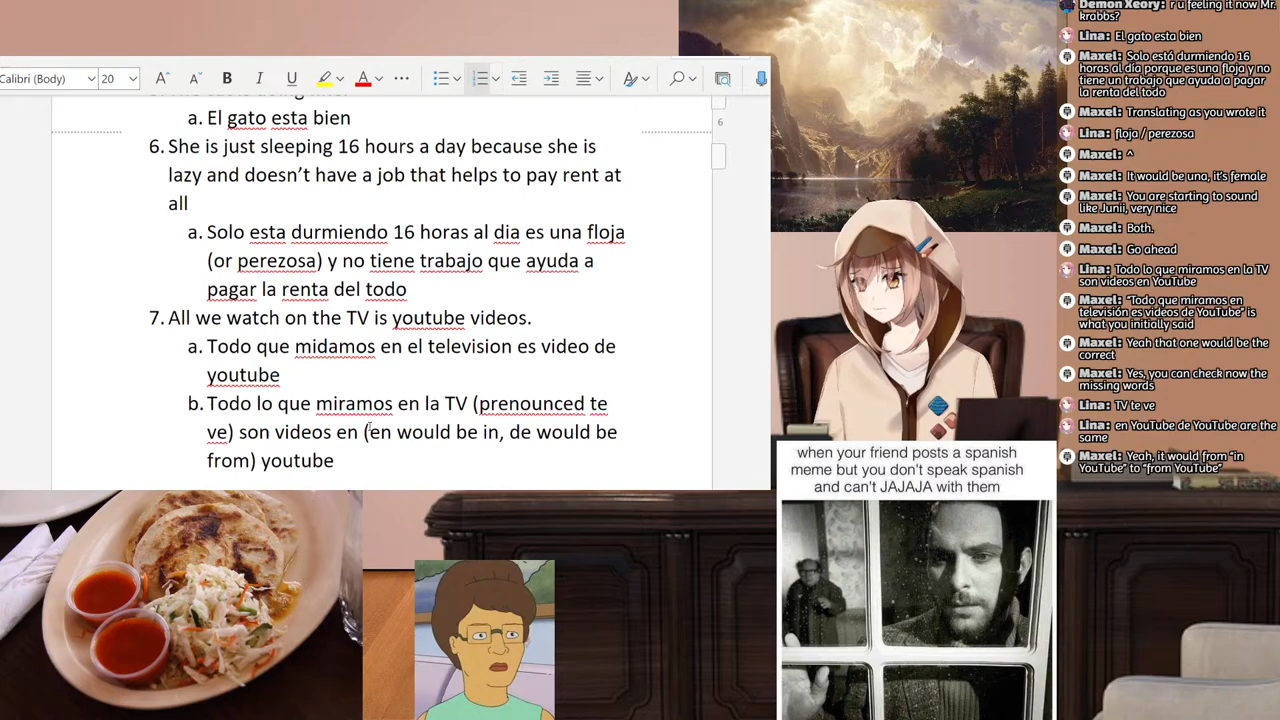 Calibri (Body)
20
B
I
U
A
6
a. El gato esta bien
6. She is just sleeping 16 hours a day because she is
lazy and doesn’t have a job that helps to pay rent at
all
a. Solo esta durmiendo 16 horas al dia es una floja
(or perezosa) y no tiene trabajo que ayuda a
pagar la renta del todo
7. All we watch on the TV is youtube videos.
a. Todo que midamos en el television es video de
youtube
b. Todo lo que miramos en la TV (prenounced te
ve) son videos en (en would be in, de would be
from) youtube
Demon Xeory: r u feeling it now Mr.
krabbs?
Lina: El gato esta bien
Maxel: Solo está durmiendo 16
horas al día porque es una floja y no
tiene un trabajo que ayuda a pagar
la renta del todo
Maxel: Translating as you wrote it
Lina: floja / perezosa
Maxel: ^
Maxel: It would be una, it's female
Maxel: You are starting to sound
like Junii, very nice
Maxel: Both.
Maxel: Go ahead
Lina: Todo lo que miramos en la TV
son videos en YouTube
Maxel: “Todo que miramos en
televisión es videos de YouTube” is
what you initially said
Maxel: Yeah that one would be the
correct
Maxel: Yes, you can check now the
missing words
Lina: TV te ve
Lina: en YouTube de YouTube are the
same
Maxel: Yeah, it would from “in
YouTube” to “from YouTube”
when your friend posts a spanish
meme but you don't speak spanish
and can't JAJAJA with them